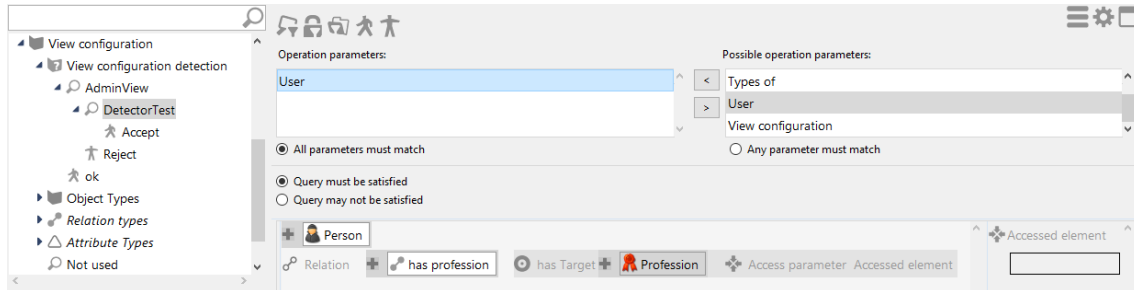 View configuration
View configuration detection
AdminView
DetectorTest
Accept
Reject
ok
Object Types
Relation types
Attribute Types
Not used
Operation parameters:
User
Possible operation parameters:
< Types of
> User
View configuration
All parameters must match
Any parameter must match
Query must be satisfied
Query may not be satisfied
Person
Relation has profession has Target Profession Access parameter Accessed element
Accessed element